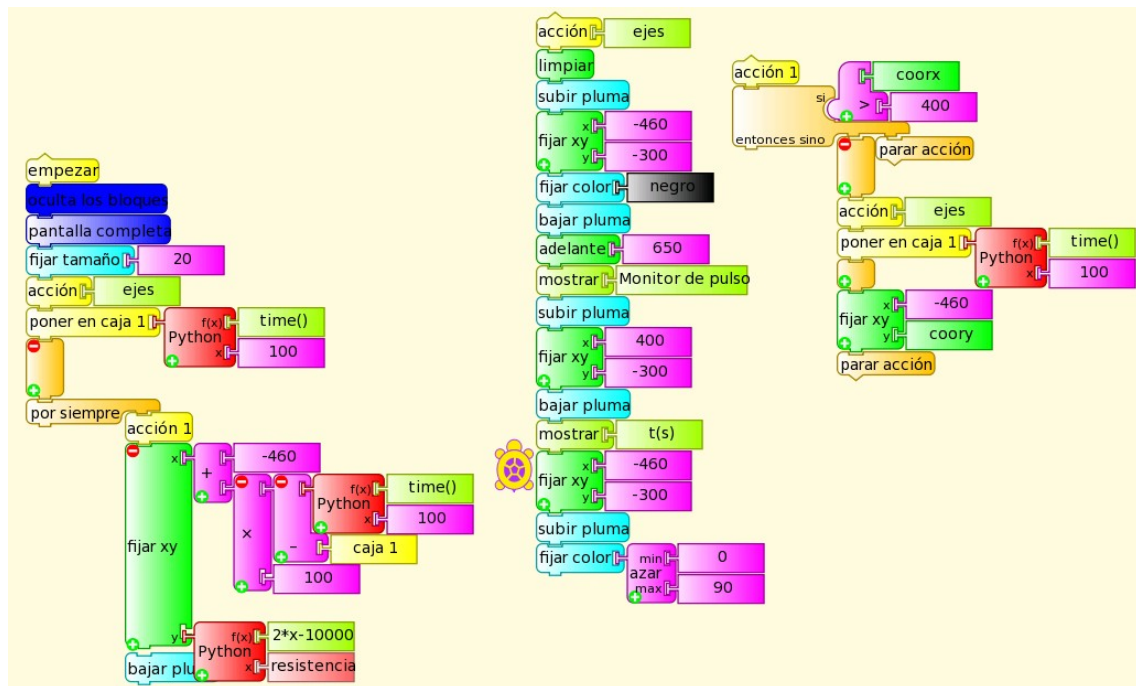 empezar
oculta los bloques
pantalla completa
fijar tamaño 20
acción ejes
poner en caja 1 Python f(x) time()
x 100
por siempre
acción 1
fijar xy x + -460
× - Python f(x) time()
x 100
caja 1
100
y Python f(x) 2*x-10000
x resistencia
bajar plu
acción ejes
limpiar
subir pluma
fijar xy x -460
y -300
fijar color negro
bajar pluma
adelante 650
mostrar Monitor de pulso
subir pluma
fijar xy x 400
y -300
bajar pluma
mostrar t(s)
fijar xy x -460
y -300
subir pluma
fijar color azar min 0
max 90
acción 1
si coorx
> 400
entonces sino
parar acción
acción ejes
poner en caja 1 Python f(x) time()
x 100
fijar xy x -460
y coory
parar acción